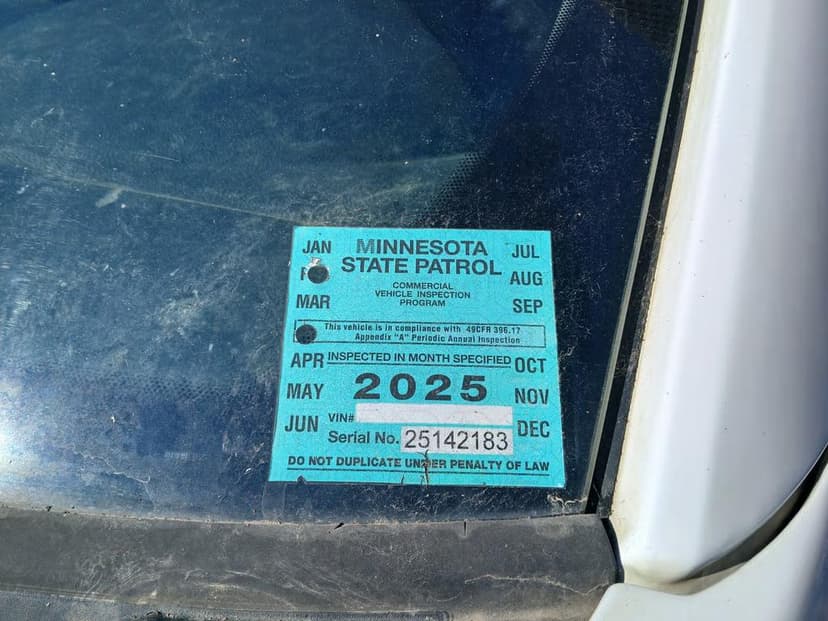 MINNESOTA
STATE PATROL
COMMERCIAL
VEHICLE INSPECTION
PROGRAM
JAN
MAR
JUL
AUG
SEP
This vehicle is in compliance with 49CFR 396.17
Appendix "A" Periodic Annual Inspection
INSPECTED IN MONTH SPECIFIED
APR
MAY
JUN
OCT
NOV
DEC
2025
VIN#
Serial No. 25142183
DO NOT DUPLICATE UNDER PENALTY OF LAW